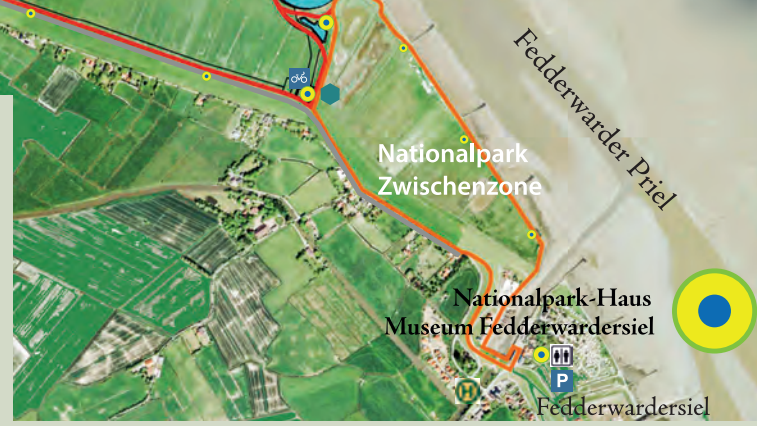 Fedderwarder Priel
Nationalpark
Zwischenzone
Nationalpark-Haus
Museum Fedderwardersiel
P
H
Fedderwardersiel